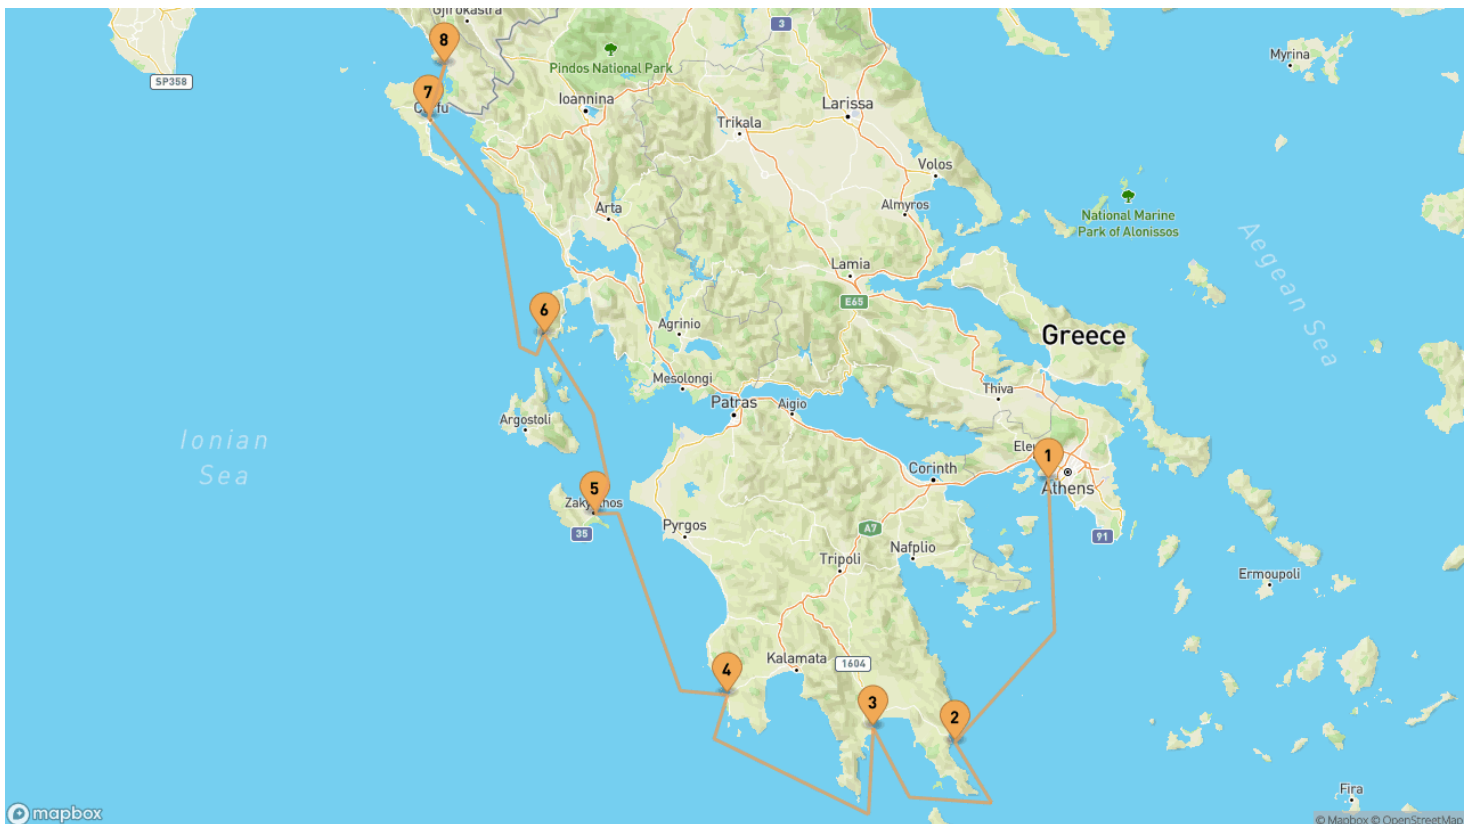 Gjirokastra
3
8
Pindos National Park
Myrina
SP358
7
Ioannina
Larissa
Trikala
Volos
Arta
Almyros
National Marine
Park of Alonissos
Aegean Sea
Lamia
E65
6
Agrinio
Greece
Mesolongi
Thiva
Patras
Aigio
Argostoli
Ionian
Sea
1
Corinth
Athens
5
35
Pyrgos
A7
Nafplio
91
Tripoli
Ermoupoli
4
Kalamata
1604
3
2
Fira
mapbox
© Mapbox © OpenStreetMap